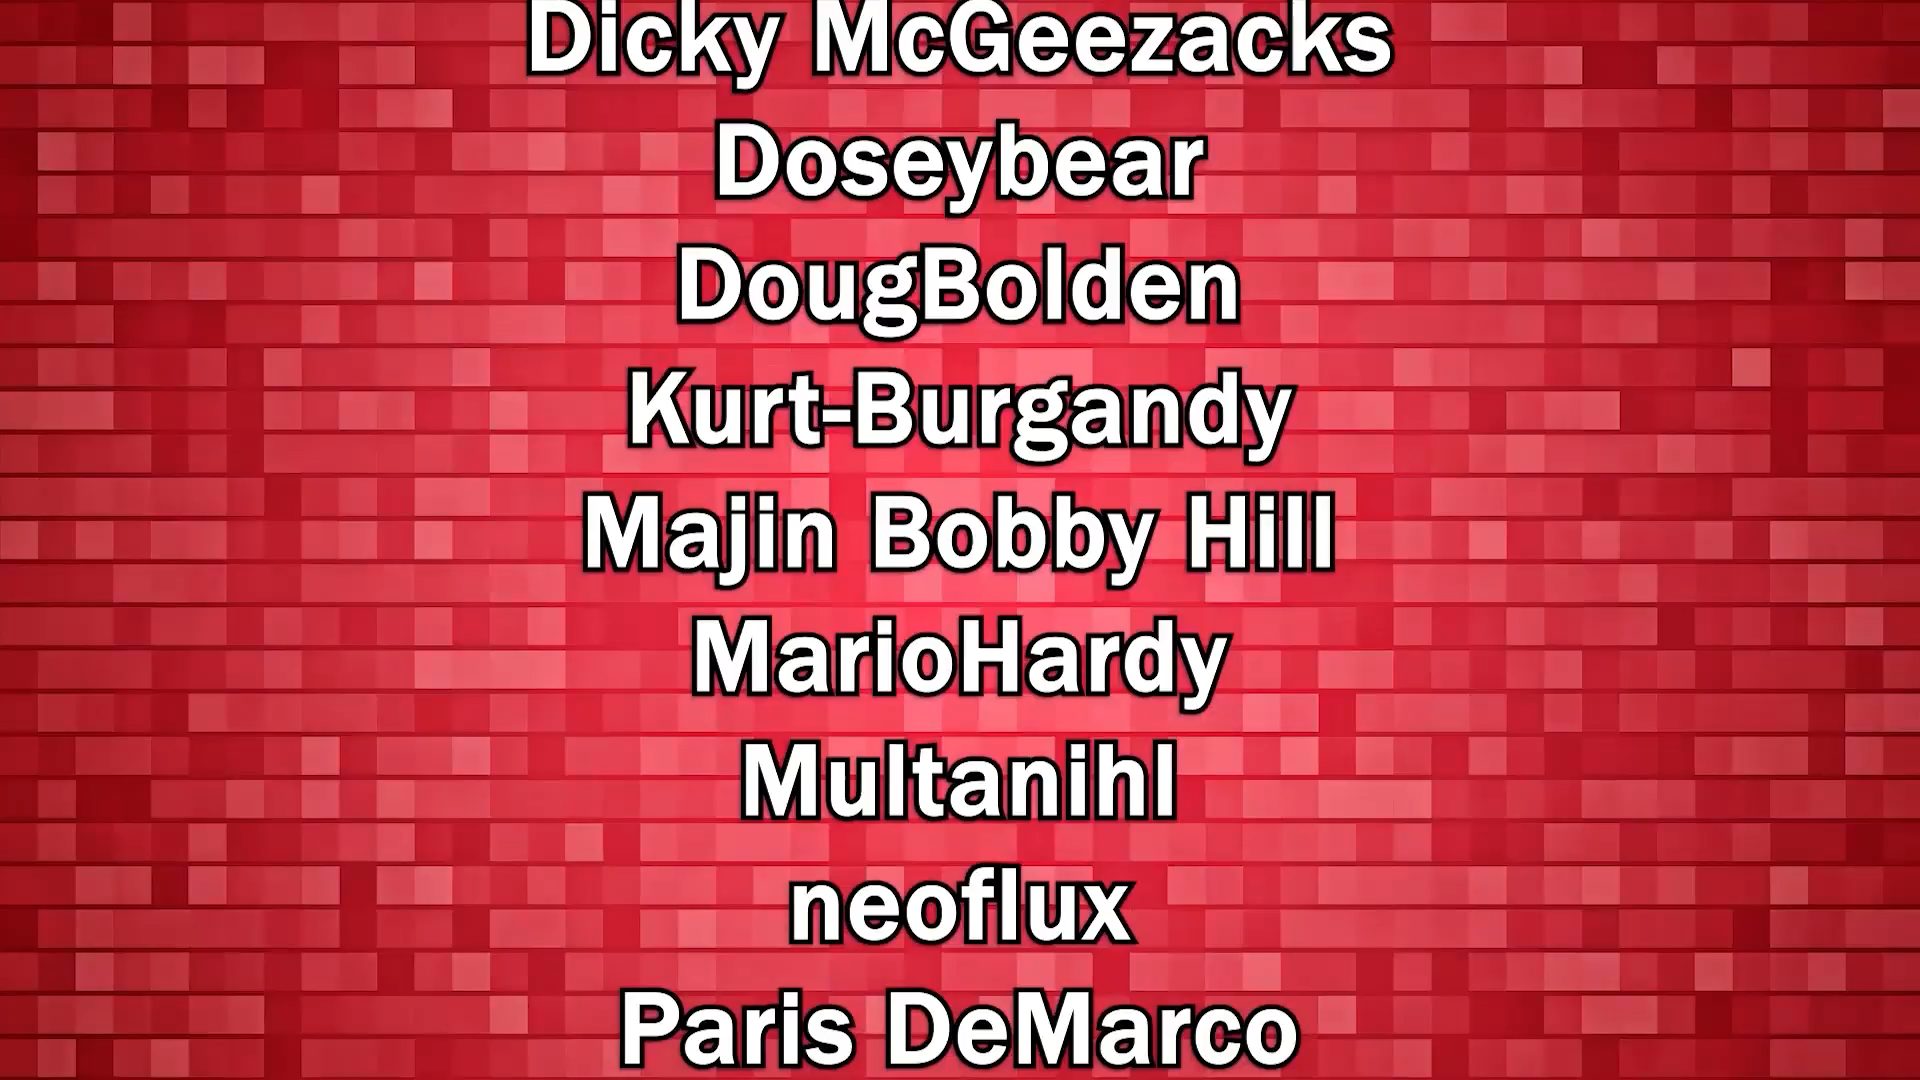 Dicky McGeezacks
Doseybear
DougBolden
Kurt-Burgandy
Majin Bobby Hill
MarioHardy
Multanihl
neoflux
Paris DeMarco